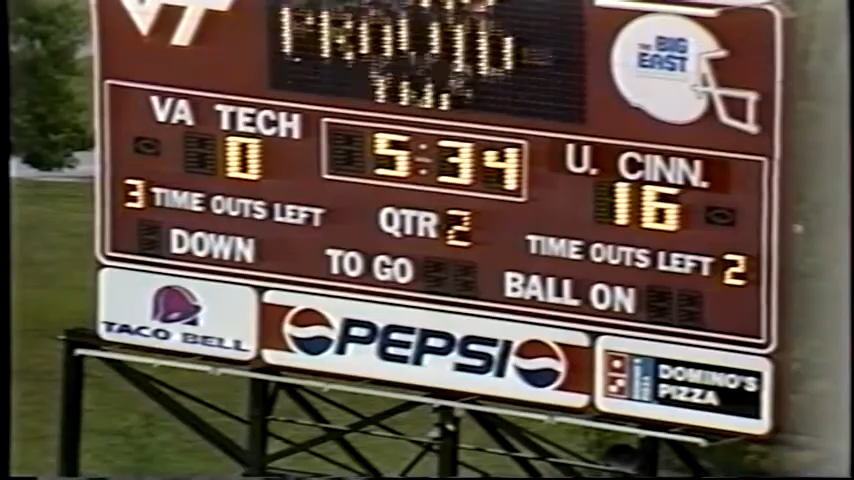 VT
PROUD
THE BIG
EAST
VA TECH
0
5:34
U. CINN.
16
3 TIME OUTS LEFT
QTR 2
TIME OUTS LEFT 2
DOWN
TO GO
BALL ON
TACO BELL
PEPSI
DOMINO'S
PIZZA